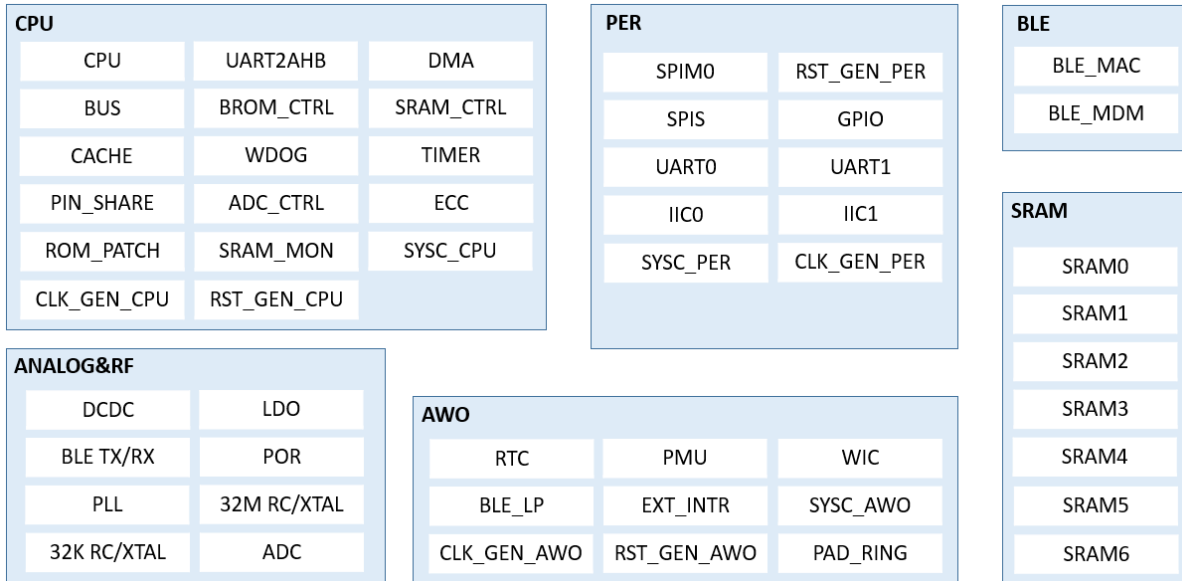 CPU
CPU UART2AHB DMA
BUS BROM_CTRL SRAM_CTRL
CACHE WDOG TIMER
PIN_SHARE ADC_CTRL ECC
ROM_PATCH SRAM_MON SYSC_CPU
CLK_GEN_CPU RST_GEN_CPU
PER
SPIM0 RST_GEN_PER
SPIS GPIO
UART0 UART1
IIC0 IIC1
SYSC_PER CLK_GEN_PER
BLE
BLE_MAC
BLE_MDM
ANALOG&RF
DCDC LDO
BLE TX/RX POR
PLL 32M RC/XTAL
32K RC/XTAL ADC
AWO
RTC PMU WIC
BLE_LP EXT_INTR SYSC_AWO
CLK_GEN_AWO RST_GEN_AWO PAD_RING
SRAM
SRAM0
SRAM1
SRAM2
SRAM3
SRAM4
SRAM5
SRAM6